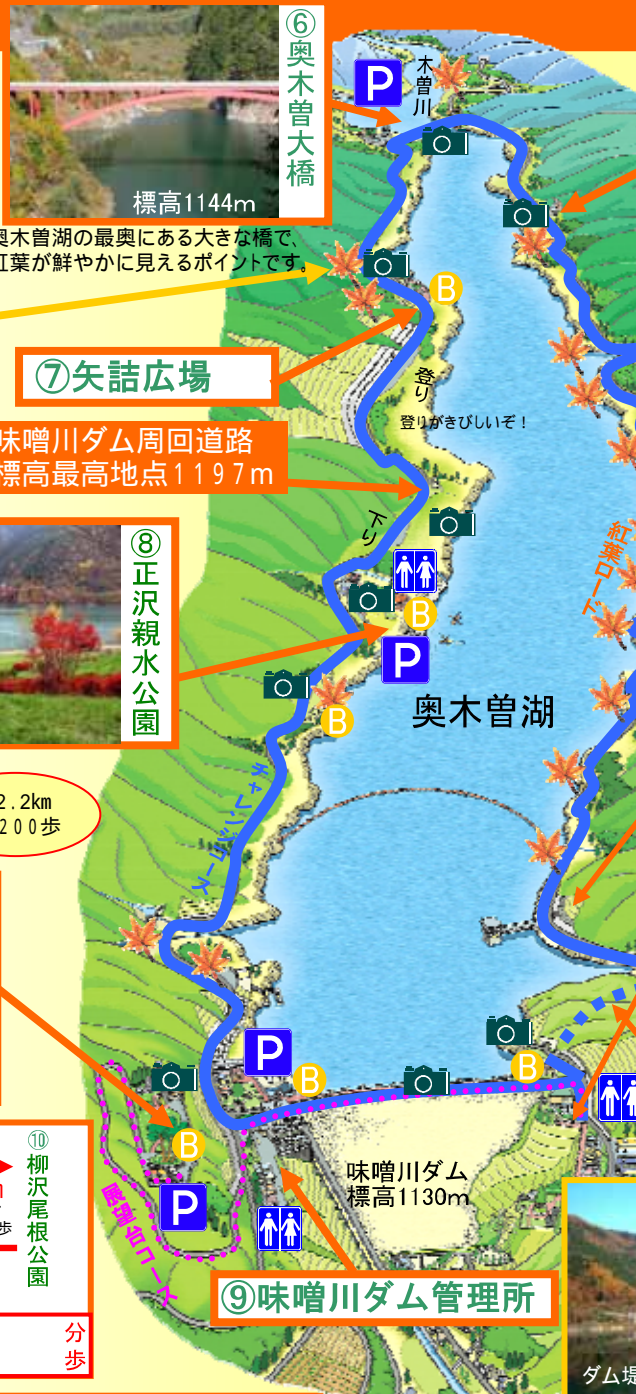 ⑥奥木曽大橋
標高1144m
奥木曽湖の最奥にある大きな橋で、
紅葉が鮮やかに見えるポイントです。
P
木曽川
B
⑦矢詰広場
登り
登りがきびしいぞ!
味噌川ダム周回道路
標高最高地点1197m
下り
紅葉ロード
⑧正沢親水公園
B
P
奥木曽湖
B
チャレンジコース
2.2km
200歩
P
B
B
味噌川ダム
標高1130m
B
P
展望台コース
⑩柳沢尾根公園
歩
分
歩
⑨味噌川ダム管理所
ダム堤